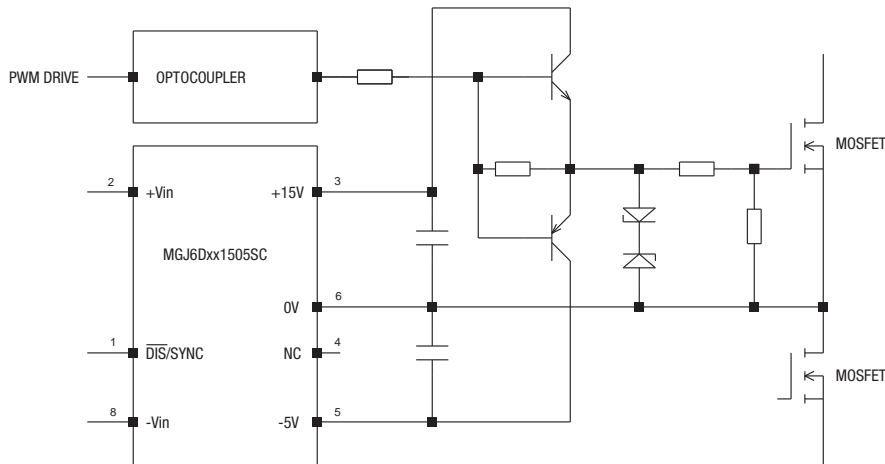 PWM DRIVE
OPTOCOUPLER
MOSFET
2
+Vin
+15V
3
MGJ6Dxx1505SC
0V
6
1
DIS/SYNC
NC
4
MOSFET
8
-Vin
-5V
5